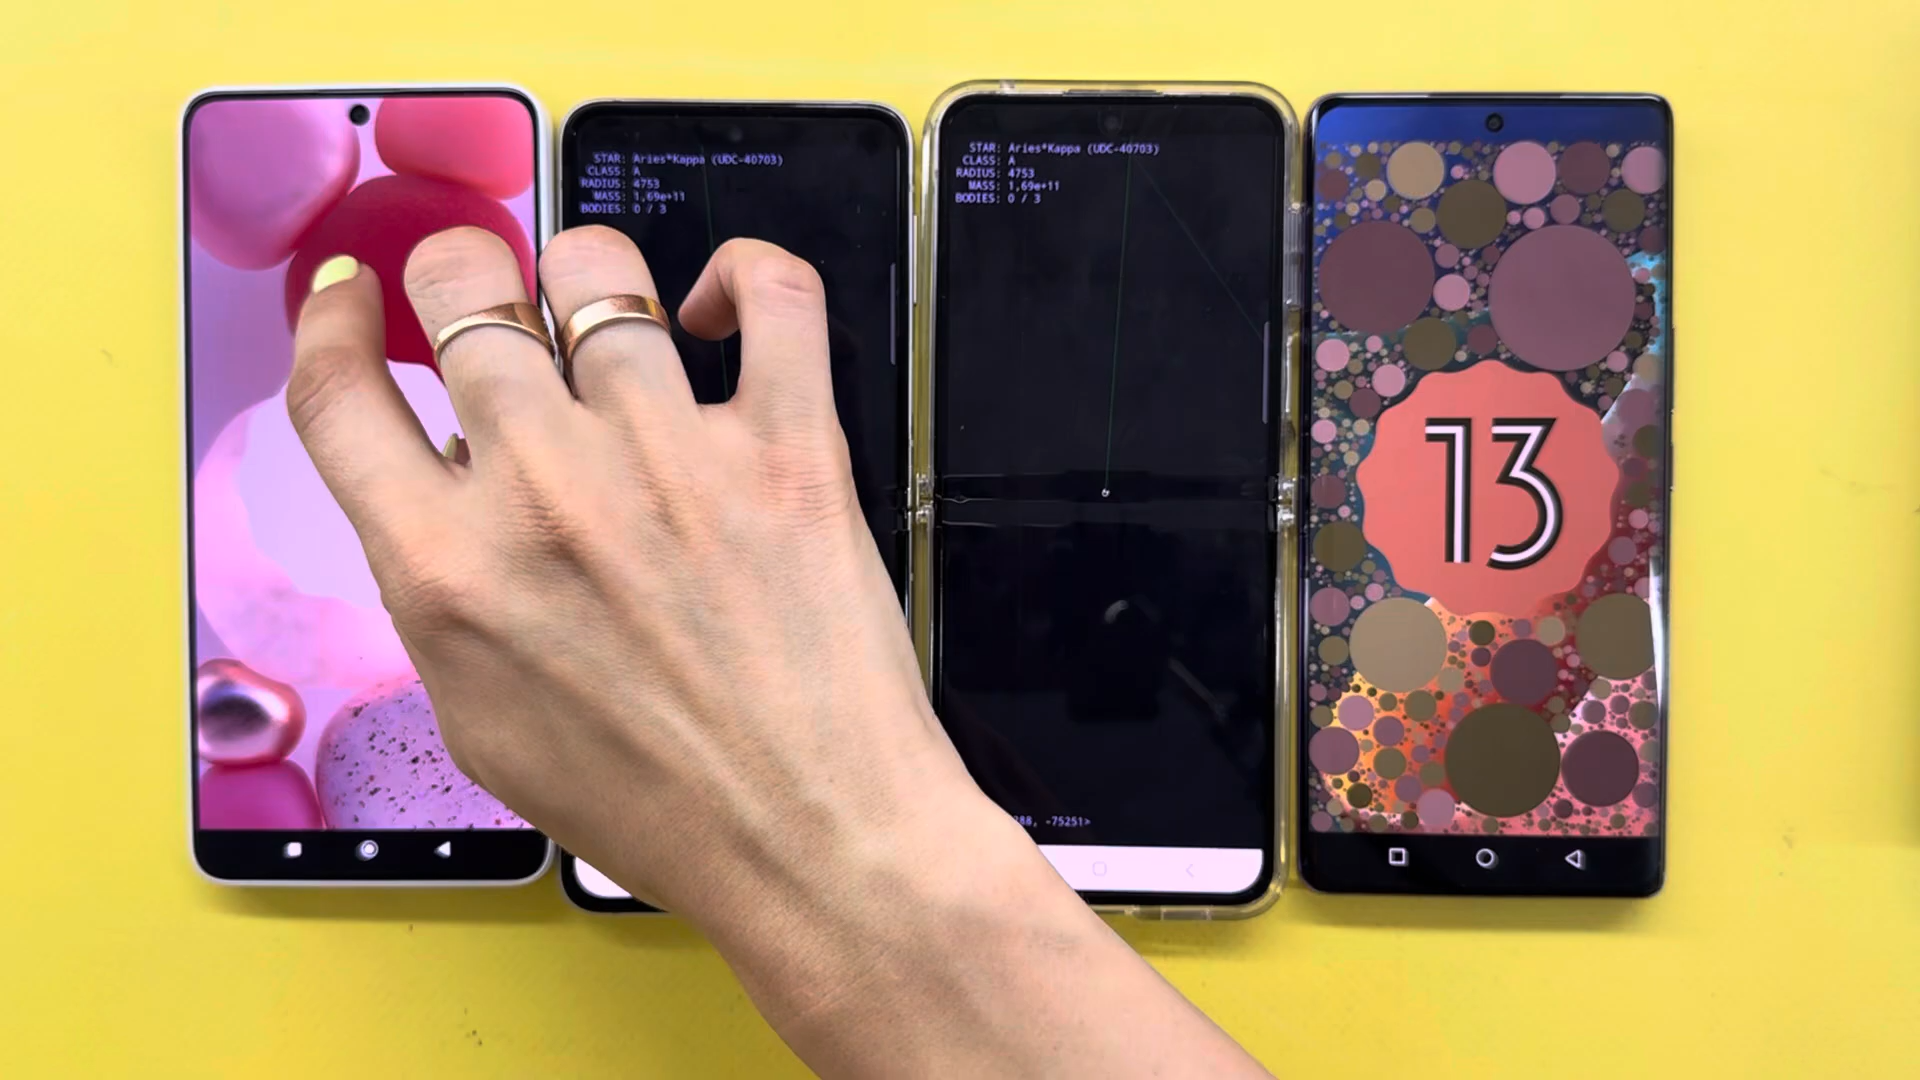 STAR: Aries*Kappa (UDC-40703)
CLASS: A
RADIUS: 4753
MASS: 1.69e+11
BODIES: 0 / 3
STAR: Aries*Kappa (UDC-40703)
CLASS: A
RADIUS: 4753
MASS: 1.69e+11
BODIES: 0 / 3
-75251>
13